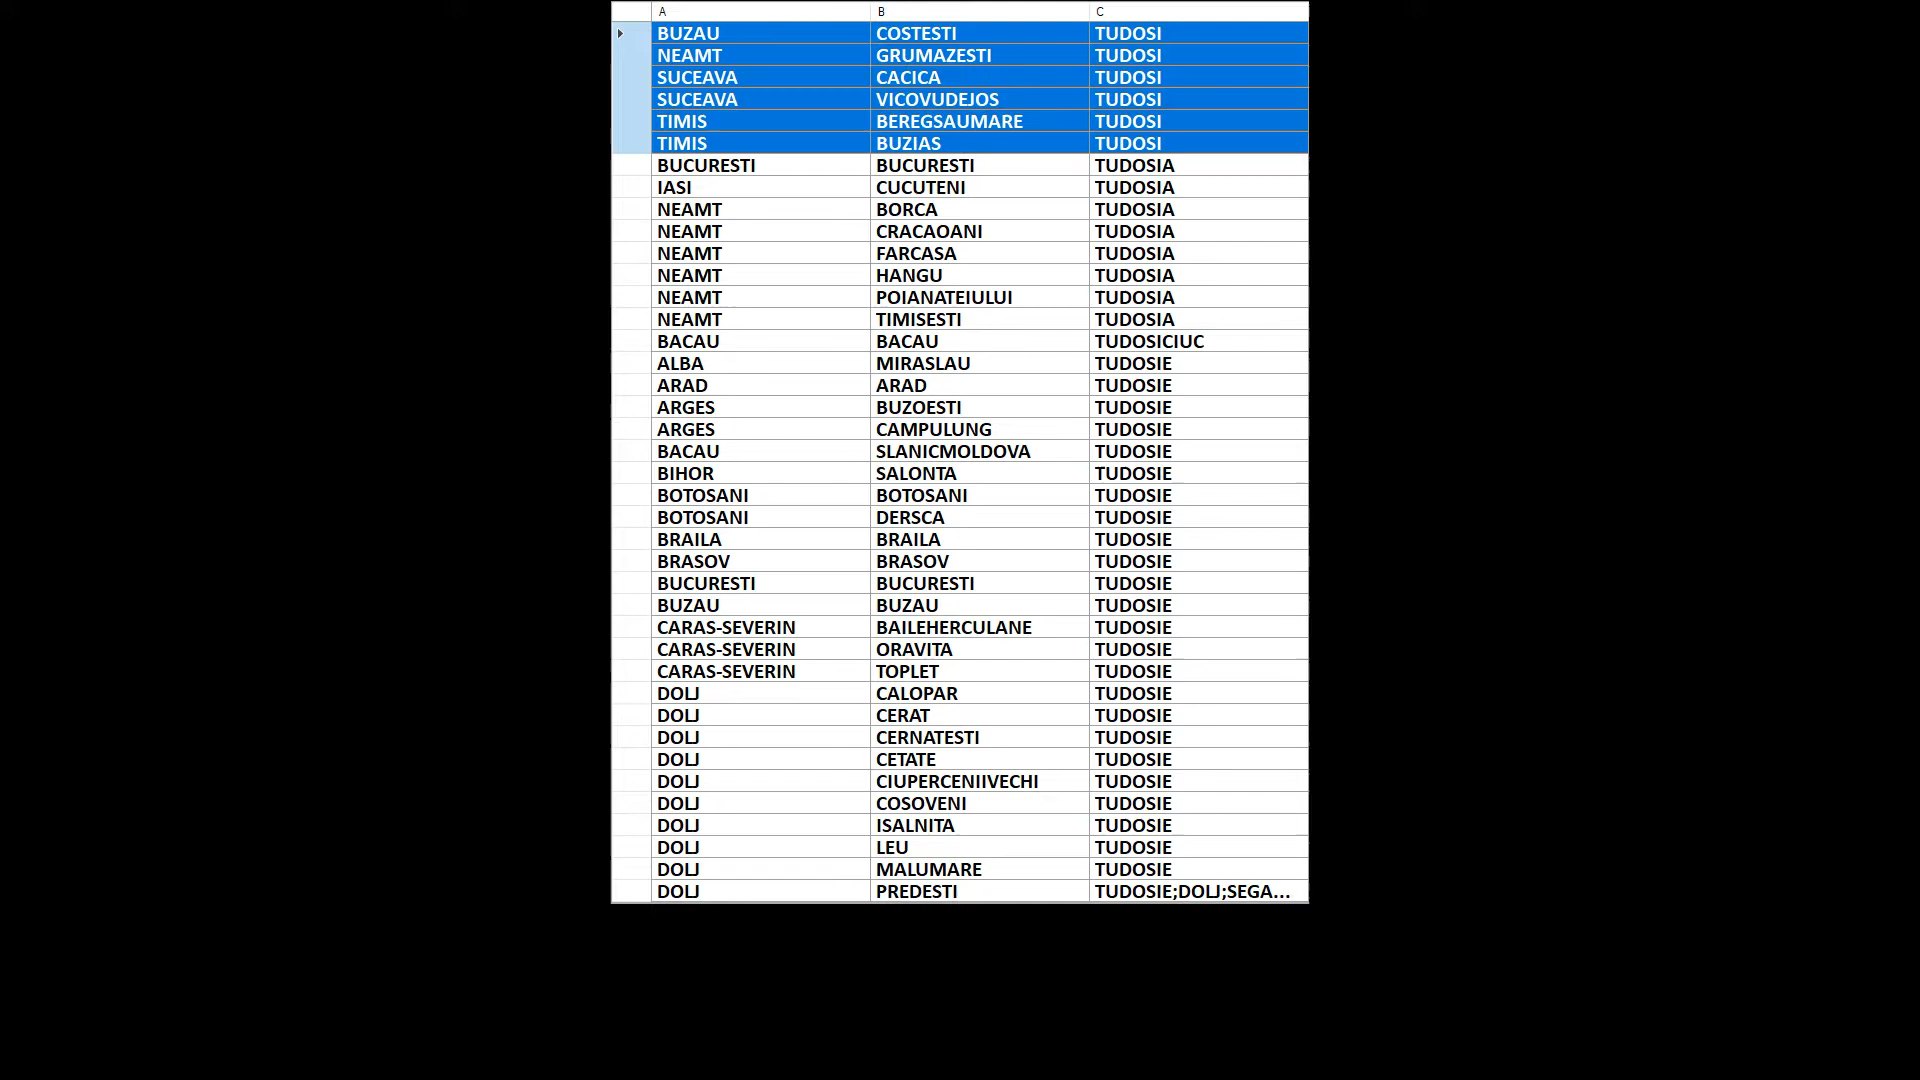 A B C
BUZAU COSTESTI TUDOSI
NEAMT GRUMAZESTI TUDOSI
SUCEAVA CACICA TUDOSI
SUCEAVA VICOVUDEJOS TUDOSI
TIMIS BEREGSAUMARE TUDOSI
TIMIS BUZIAS TUDOSI
BUCURESTI BUCURESTI TUDOSIA
IASI CUCUTENI TUDOSIA
NEAMT BORCA TUDOSIA
NEAMT CRACAOANI TUDOSIA
NEAMT FARCASA TUDOSIA
NEAMT HANGU TUDOSIA
NEAMT POIANATEIULUI TUDOSIA
NEAMT TIMISESTI TUDOSIA
BACAU BACAU TUDOSICIUC
ALBA MIRASLAU TUDOSIE
ARAD ARAD TUDOSIE
ARGES BUZOESTI TUDOSIE
ARGES CAMPULUNG TUDOSIE
BACAU SLANICMOLDOVA TUDOSIE
BIHOR SALONTA TUDOSIE
BOTOSANI BOTOSANI TUDOSIE
BOTOSANI DERSCA TUDOSIE
BRAILA BRAILA TUDOSIE
BRASOV BRASOV TUDOSIE
BUCURESTI BUCURESTI TUDOSIE
BUZAU BUZAU TUDOSIE
CARAS-SEVERIN BAILEHERCULANE TUDOSIE
CARAS-SEVERIN ORAVITA TUDOSIE
CARAS-SEVERIN TOPLET TUDOSIE
DOLJ CALOPAR TUDOSIE
DOLJ CERAT TUDOSIE
DOLJ CERNATESTI TUDOSIE
DOLJ CETATE TUDOSIE
DOLJ CIUPERCENIIVECHI TUDOSIE
DOLJ COSOVENI TUDOSIE
DOLJ ISALNITA TUDOSIE
DOLJ LEU TUDOSIE
DOLJ MALUMARE TUDOSIE
DOLJ PREDESTI TUDOSIE;DOLJ;SEGA...